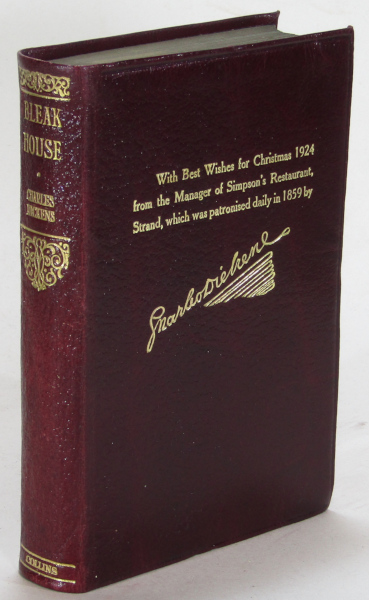 BLEAK
HOUSE
CHARLES
DICKENS
COLLINS
With Best Wishes for Christmas 1924
from the Manager of Simpson's Restaurant,
Strand, which was patronised daily in 1859 by
Charles Dickens